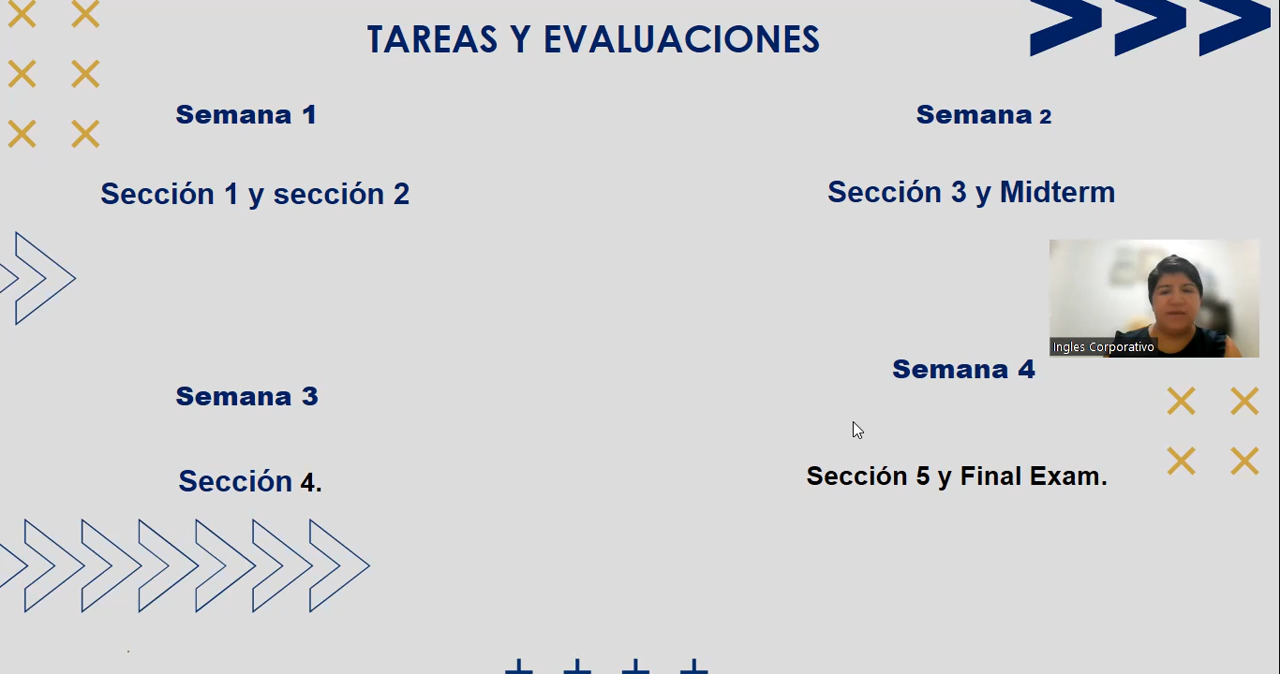 TAREAS Y EVALUACIONES
Semana 1
Sección 1 y sección 2
Semana 2
Sección 3 y Midterm
Ingles Corporativo
Semana 3
Sección 4.
Semana 4
Sección 5 y Final Exam.